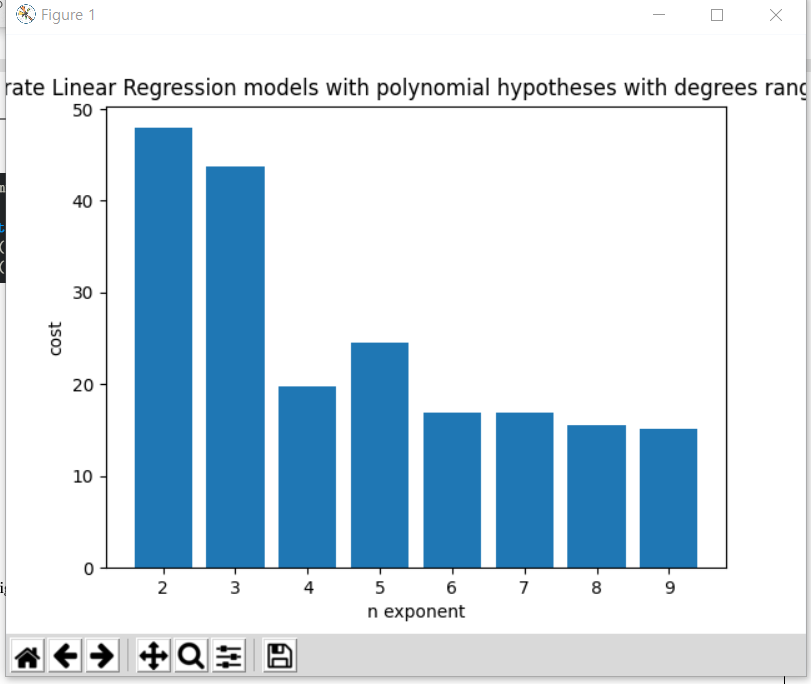 Figure 1
rate Linear Regression models with polynomial hypotheses with degrees rang
50
40
30
20
10
0
cost
2 3 4 5 6 7 8 9
n exponent